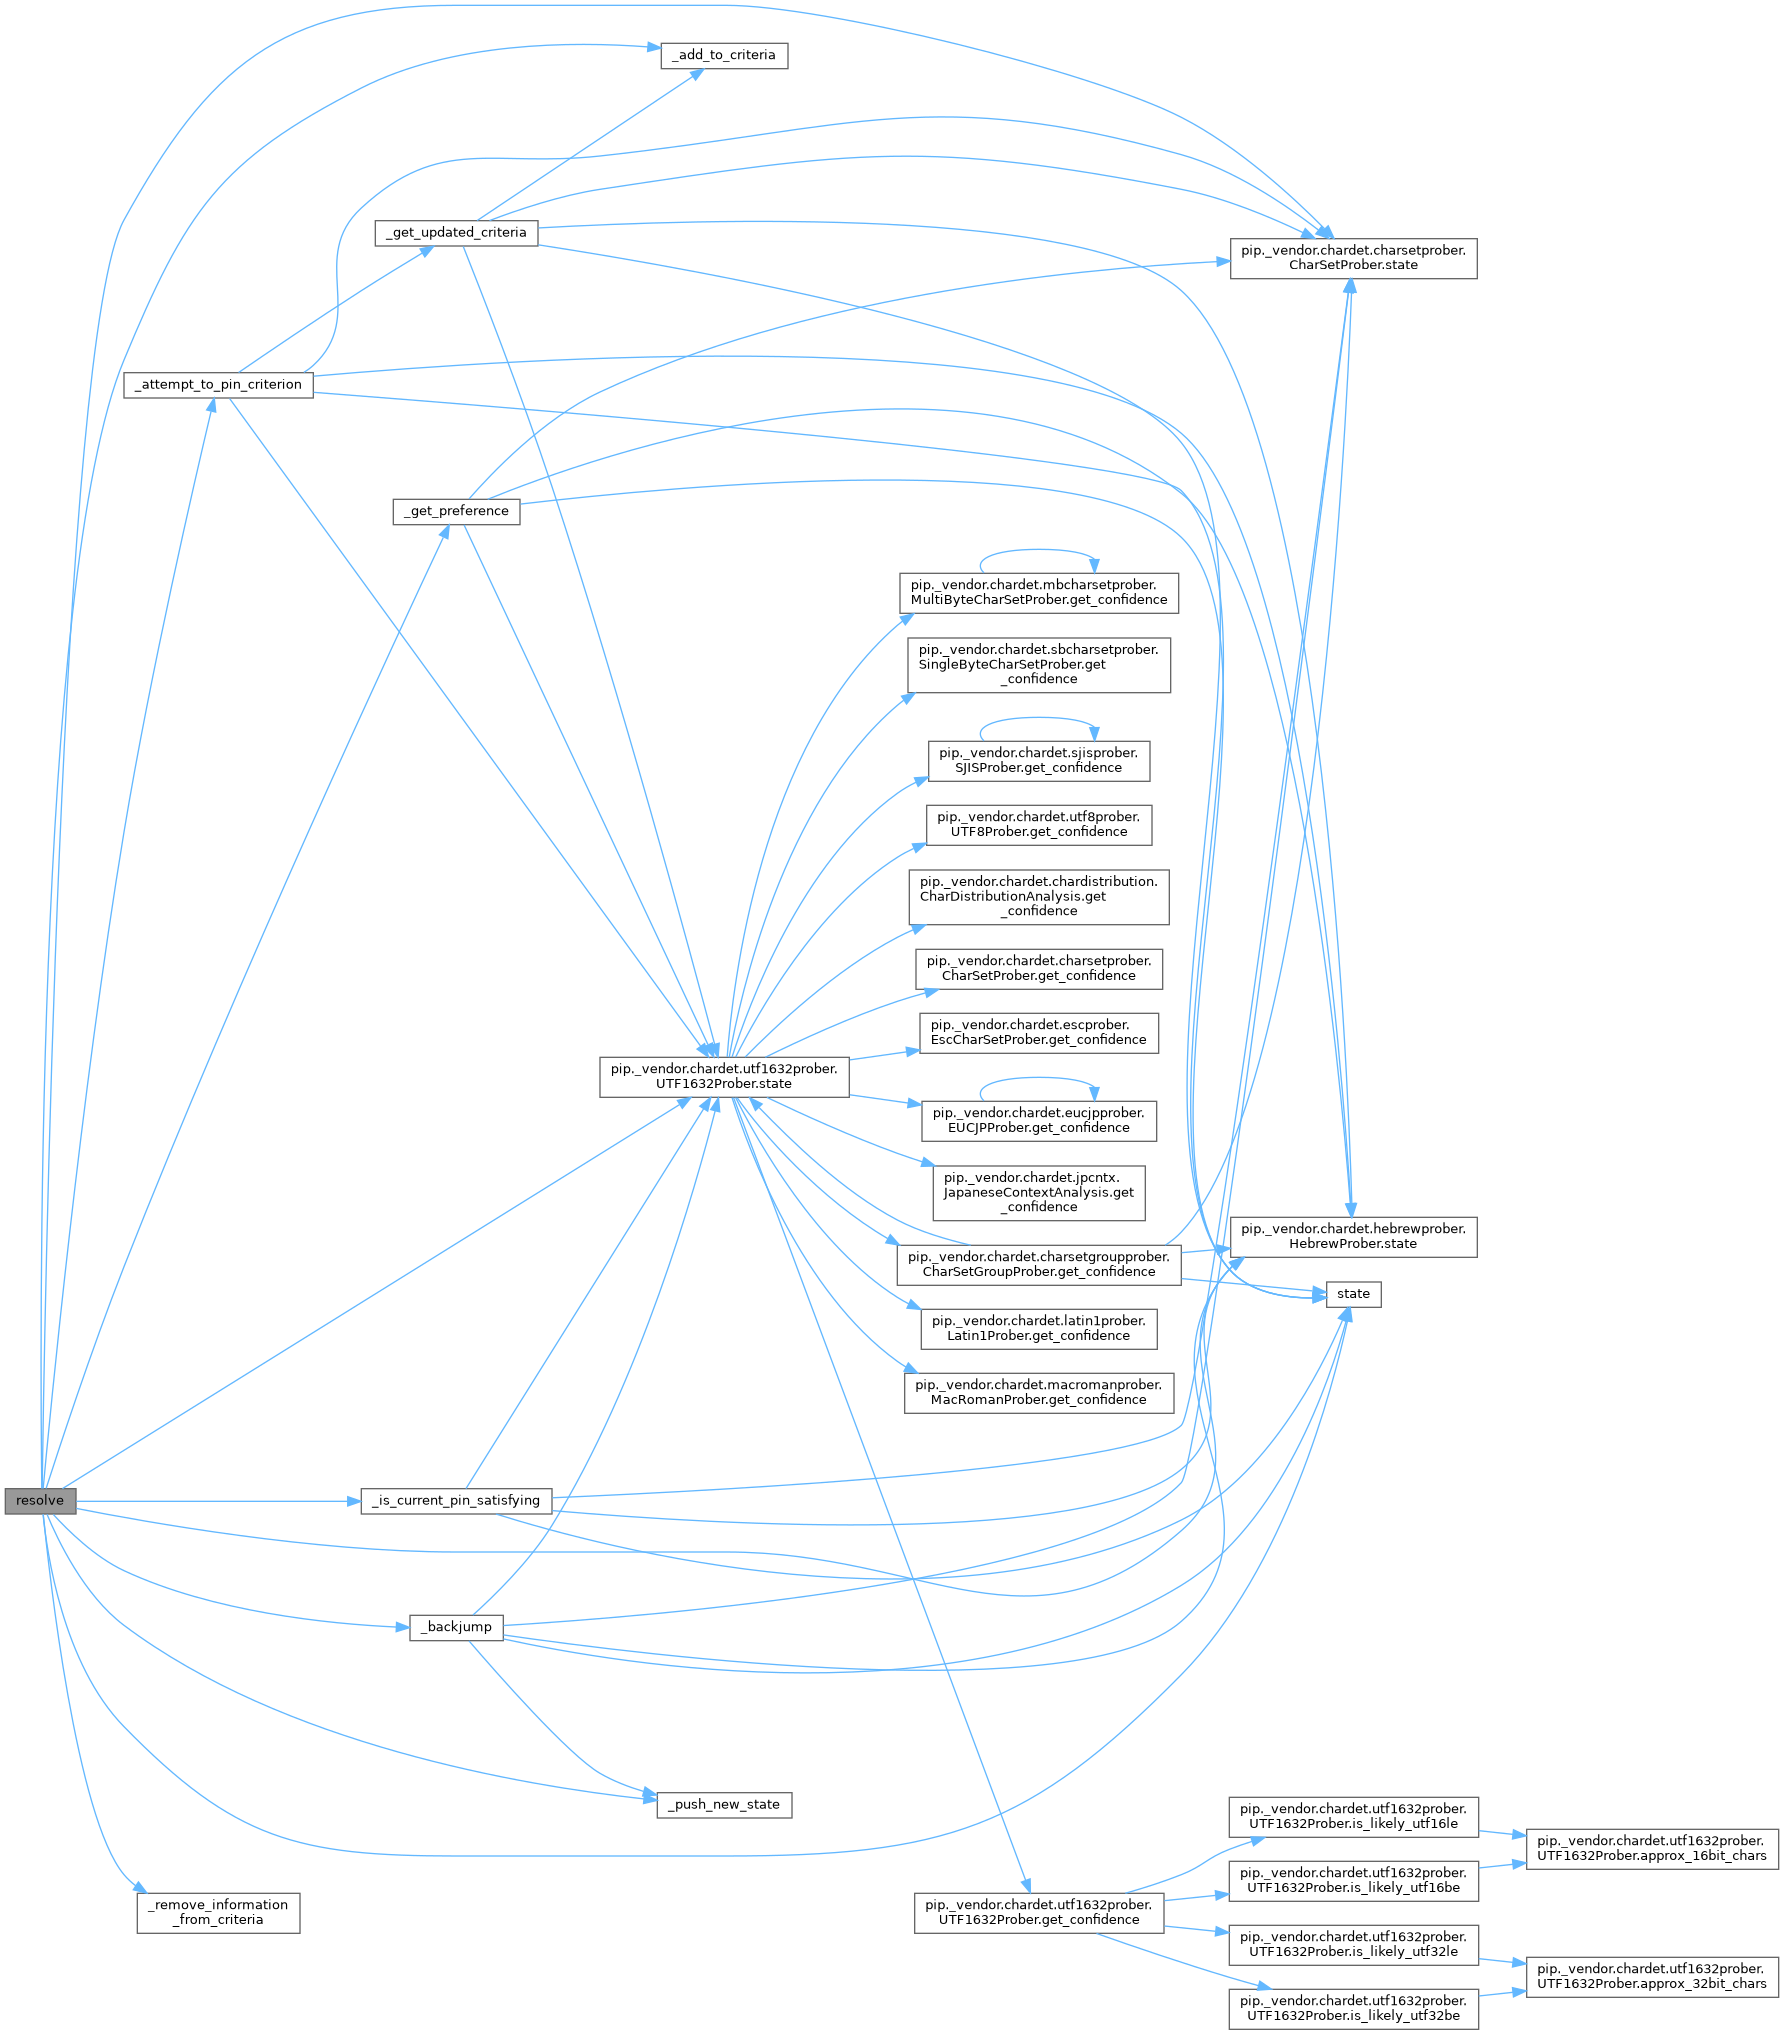 _add_to_criteria
_get_updated_criteria
pip._vendor.chardet.charsetprober.
CharSetProber.state
_attempt_to_pin_criterion
_get_preference
pip._vendor.chardet.mbcharsetprober.
MultiByteCharSetProber.get_confidence
pip._vendor.chardet.sbcharsetprober.
SingleByteCharSetProber.get
_confidence
pip._vendor.chardet.sjisprober.
SJISProber.get_confidence
pip._vendor.chardet.utf8prober.
UTF8Prober.get_confidence
pip._vendor.chardet.chardistribution.
CharDistributionAnalysis.get
_confidence
pip._vendor.chardet.charsetprober.
CharSetProber.get_confidence
pip._vendor.chardet.escprober.
EscCharSetProber.get_confidence
pip._vendor.chardet.utf1632prober.
UTF1632Prober.state
pip._vendor.chardet.eucjpprober.
EUCJPProber.get_confidence
pip._vendor.chardet.jpcntx.
JapaneseContextAnalysis.get
_confidence
pip._vendor.chardet.hebrewprober.
HebrewProber.state
pip._vendor.chardet.charsetgroupprober.
CharSetGroupProber.get_confidence
state
pip._vendor.chardet.latin1prober.
Latin1Prober.get_confidence
pip._vendor.chardet.macromanprober.
MacRomanProber.get_confidence
resolve
_is_current_pin_satisfying
_backjump
_push_new_state
pip._vendor.chardet.utf1632prober.
UTF1632Prober.is_likely_utf16le
pip._vendor.chardet.utf1632prober.
UTF1632Prober.approx_16bit_chars
pip._vendor.chardet.utf1632prober.
UTF1632Prober.is_likely_utf16be
_remove_information
_from_criteria
pip._vendor.chardet.utf1632prober.
UTF1632Prober.get_confidence
pip._vendor.chardet.utf1632prober.
UTF1632Prober.is_likely_utf32le
pip._vendor.chardet.utf1632prober.
UTF1632Prober.approx_32bit_chars
pip._vendor.chardet.utf1632prober.
UTF1632Prober.is_likely_utf32be